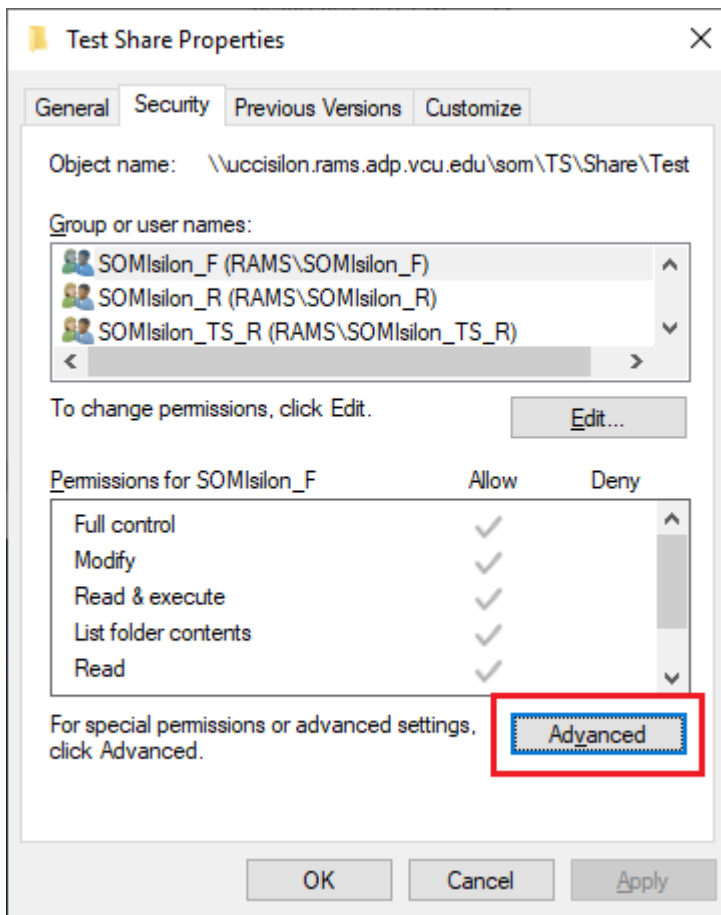 Test Share Properties
General Security Previous Versions Customize
Object name: \\uccisilon.rams.adp.vcu.edu\som\TS\Share\Test
Group or user names:
SOMIsilon_F (RAMS\SOMIsilon_F)
SOMIsilon_R (RAMS\SOMIsilon_R)
SOMIsilon_TS_R (RAMS\SOMIsilon_TS_R)
To change permissions, click Edit.
Edit...
Permissions for SOMIsilon_F Allow Deny
Full control
Modify
Read & execute
List folder contents
Read
For special permissions or advanced settings,
click Advanced.
Advanced
OK Cancel Apply